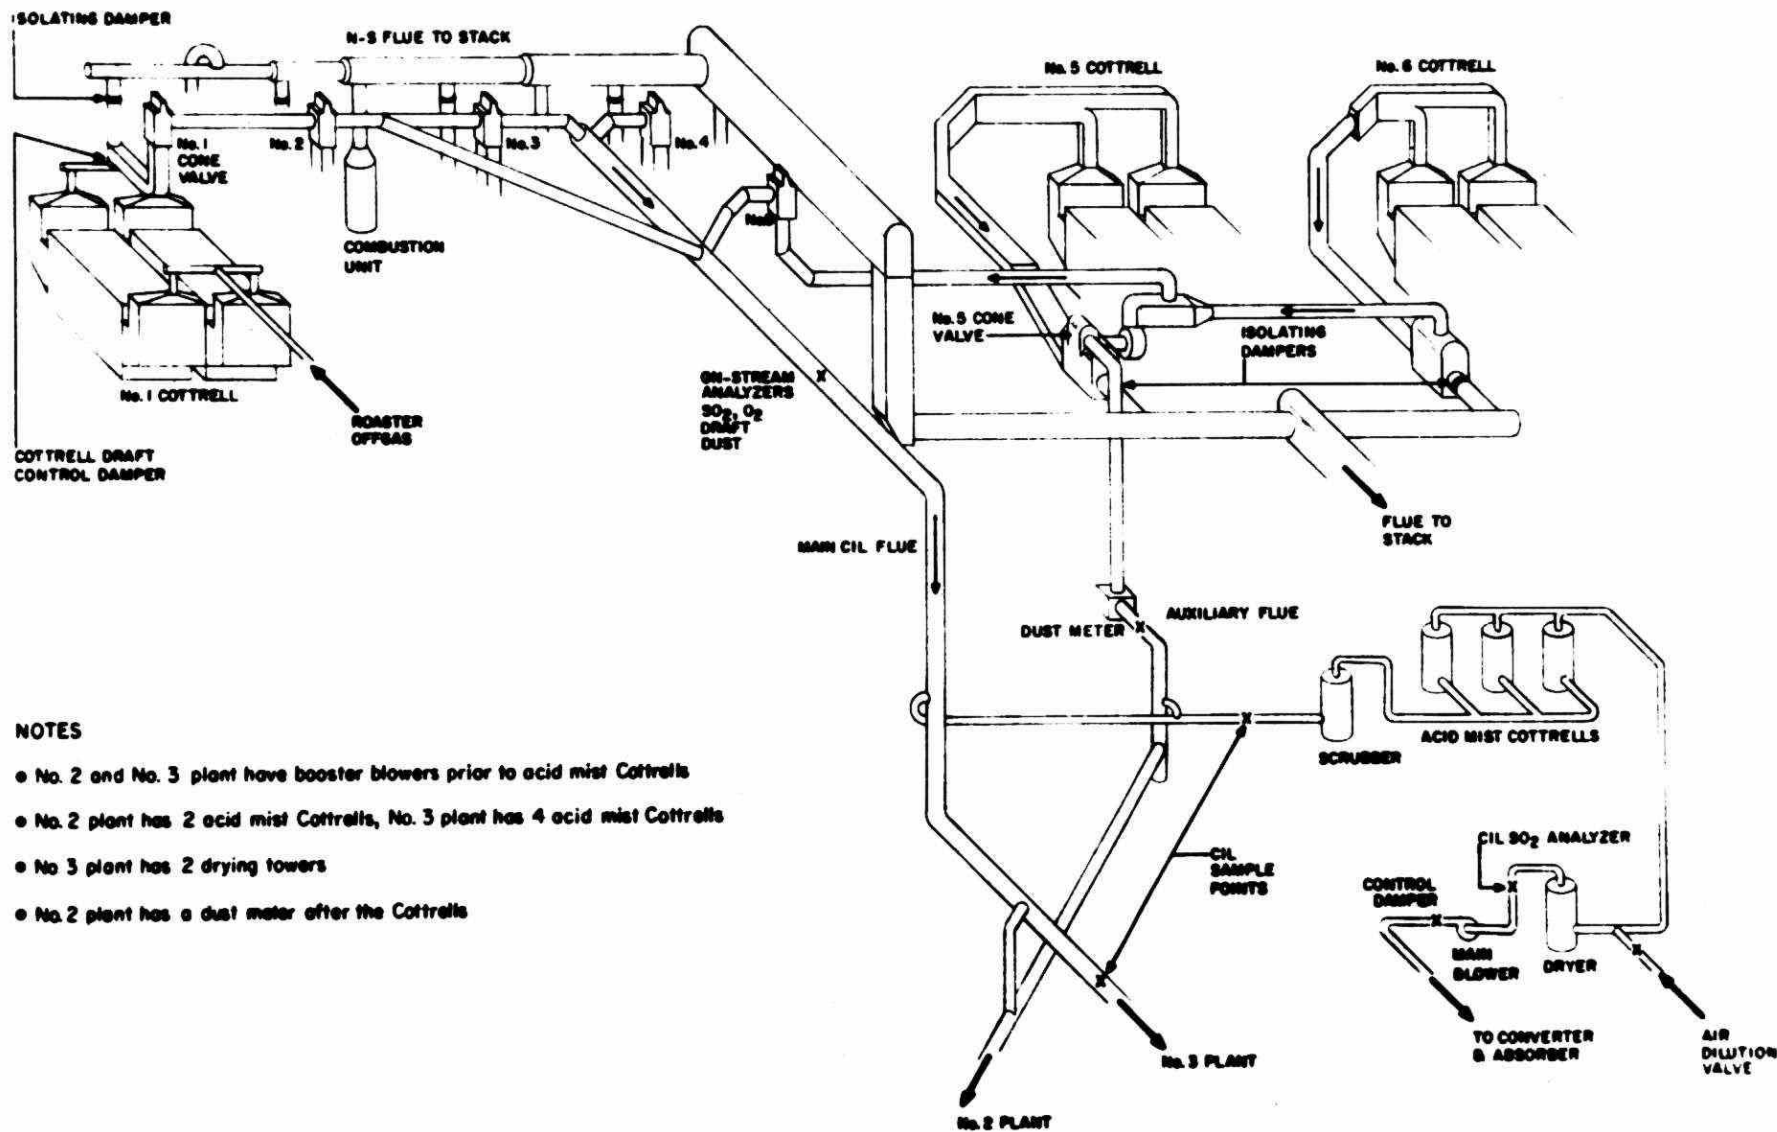 ISOLATING DAMPER
N-S FLUE TO STACK
No. 5 COTTRELL
No. 6 COTTRELL
No. 1
CONE
VALVE
No. 2
No. 3
No. 4
COMBUSTION
UNIT
No. 5 CONE
VALVE
ISOLATING
DAMPERS
No. 1 COTTRELL
ROASTER
OFFGAS
ON-STREAM
ANALYZERS
SO2, O2
DRAFT
DUST
COTTRELL DRAFT
CONTROL DAMPER
FLUE TO
STACK
MAIN CIL FLUE
AUXILIARY FLUE
DUST METER
SCRUBBER
ACID MIST COTTRELLS
NOTES
• No. 2 and No. 3 plant have booster blowers prior to acid mist Cottrells
• No. 2 plant has 2 acid mist Cottrells, No. 3 plant has 4 acid mist Cottrells
• No 3 plant has 2 drying towers
• No. 2 plant has a dust meter after the Cottrells
CIL
SAMPLE
POINTS
CIL SO2 ANALYZER
CONTROL
DAMPER
MAIN
BLOWER
DRYER
TO CONVERTER
& ABSORBER
AIR
DILUTION
VALVE
No. 3 PLANT
No. 2 PLANT